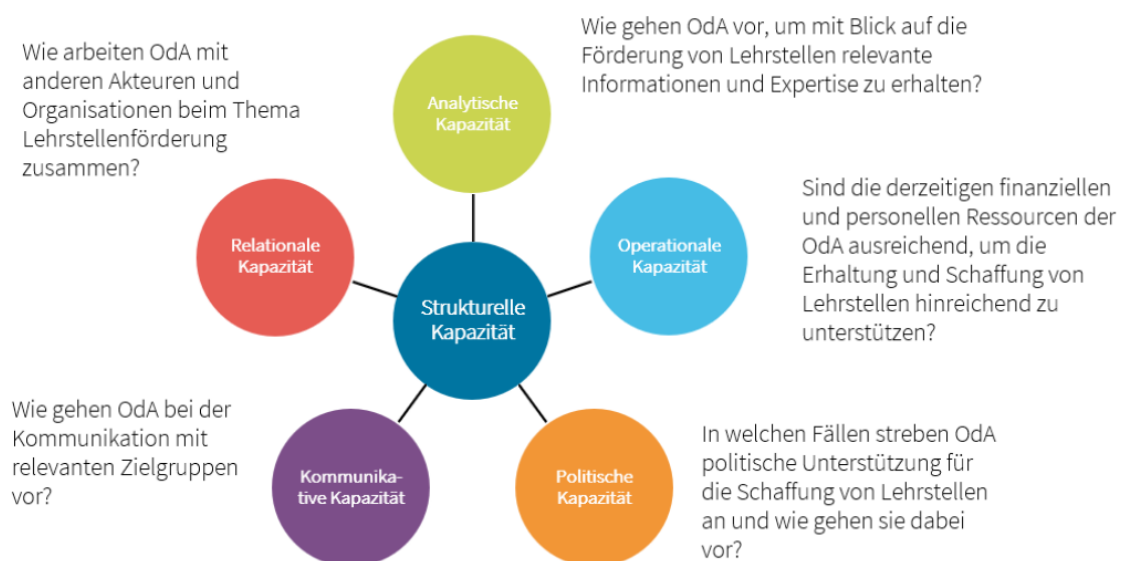 Wie arbeiten OdA mit
anderen Akteuren und
Organisationen beim Thema
Lehrstellenförderung
zusammen?
Analytische
Kapazität
Wie gehen OdA vor, um mit Blick auf die
Förderung von Lehrstellen relevante
Informationen und Expertise zu erhalten?
Relationale
Kapazität
Strukturelle
Kapazität
Operationale
Kapazität
Sind die derzeitigen finanziellen
und personellen Ressourcen der
OdA ausreichend, um die
Erhaltung und Schaffung von
Lehrstellen hinreichend zu
unterstützen?
Wie gehen OdA bei der
Kommunikation mit
relevanten Zielgruppen
vor?
Kommunika-
tive Kapazität
Politische
Kapazität
In welchen Fällen streben OdA
politische Unterstützung für
die Schaffung von Lehrstellen
an und wie gehen sie dabei
vor?